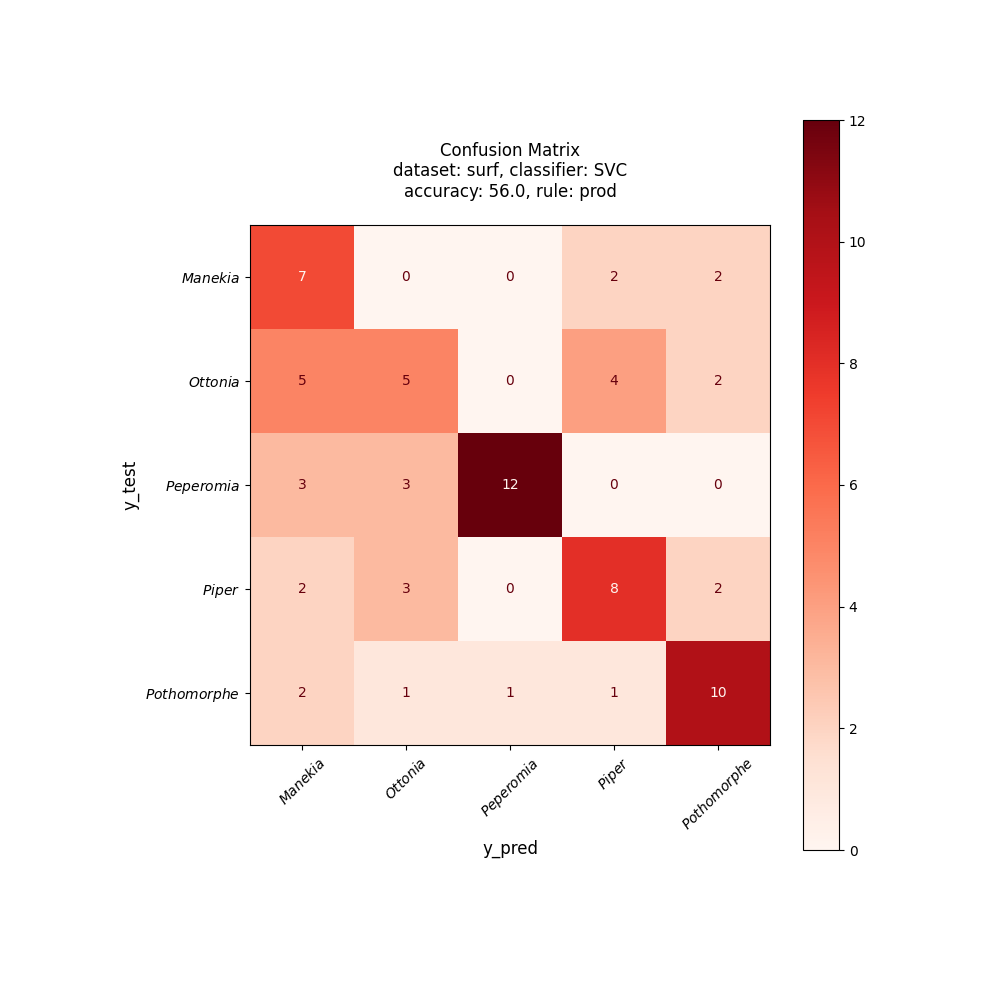 Confusion Matrix
dataset: surf, classifier: SVC
accuracy: 56.0, rule: prod
y_test
Manekia 7 0 0 2 2
Ottonia 5 5 0 4 2
Peperomia 3 3 12 0 0
Piper 2 3 0 8 2
Pothomorphe 2 1 1 1 10
Manekia Ottonia Peperomia Piper Pothomorphe
y_pred
12
10
8
6
4
2
0